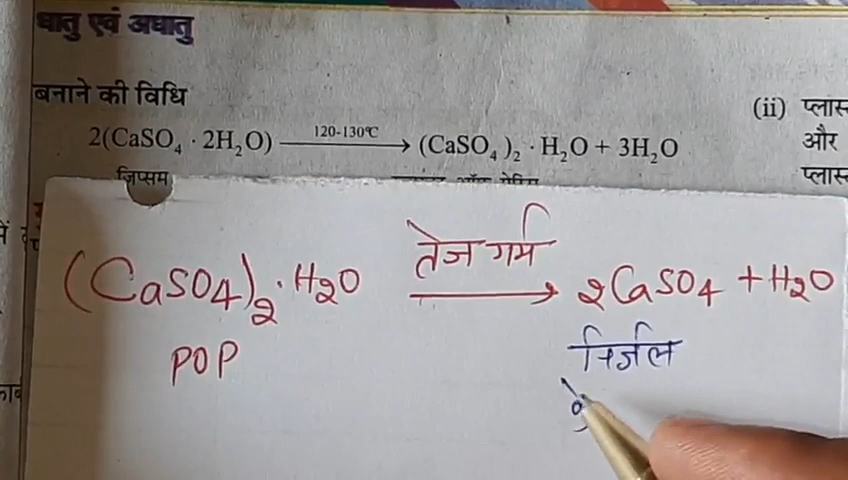 धातु एवं अधातु
बनाने की विधि
2(CaSO₄ · 2H₂O) 120-130°C → (CaSO₄)₂ · H₂O + 3H₂O
जिप्सम
(ii) प्लास
और
प्लास
(CaSO4)2·H2O तेज गर्म → 2CaSO4 + H2O
POP
निर्जल